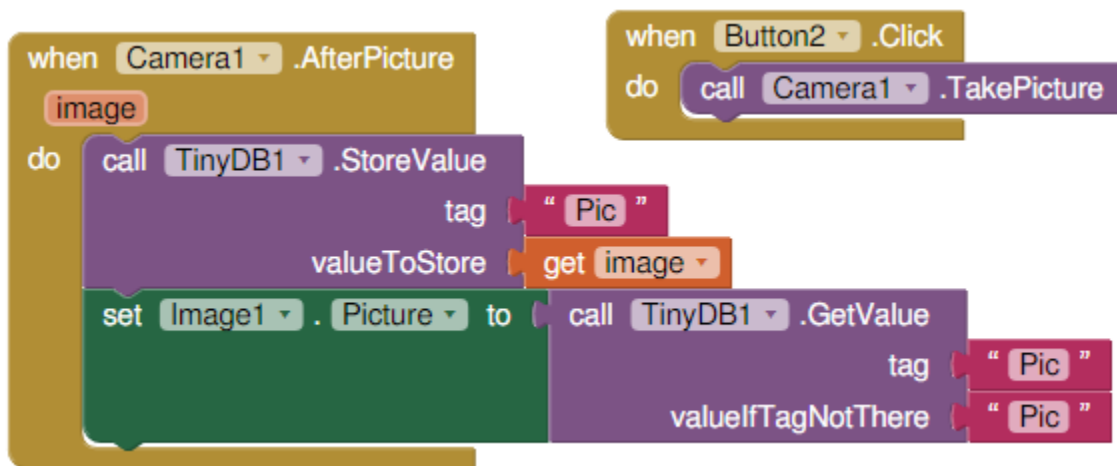 when Camera1 .AfterPicture
image
do call TinyDB1 .StoreValue
tag " Pic "
valueToStore get image
set Image1 . Picture to call TinyDB1 .GetValue
tag " Pic "
valueIfTagNotThere " Pic "
when Button2 .Click
do call Camera1 .TakePicture